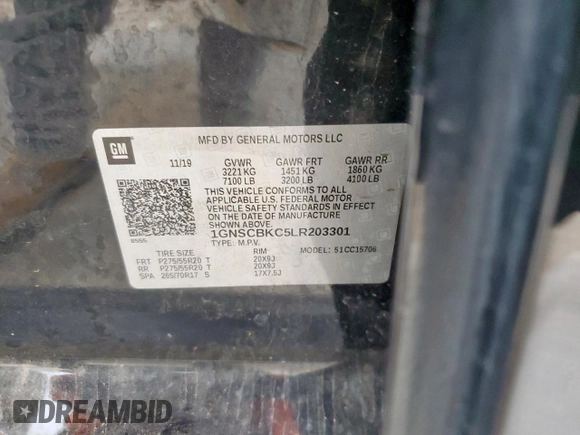 GM
MFD BY GENERAL MOTORS LLC
11/19 GVWR GAWR FRT GAWR RR
3221 KG 1451 KG 1860 KG
7100 LB 3200 LB 4100 LB
THIS VEHICLE CONFORMS TO ALL
APPLICABLE U.S. FEDERAL MOTOR
VEHICLE SAFETY STANDARDS IN
EFFECT ON THE DATE OF MANUFACTURE
SHOWN ABOVE.
1GNSCBKC5LR203301
TYPE: M.P.V. MODEL: 51CC15706
TIRE SIZE RIM
FRT P275/55R20 T 20X9J
RR P275/55R20 T 20X9J
SPA 265/70R17 S 17X7.5J
DREAMBID